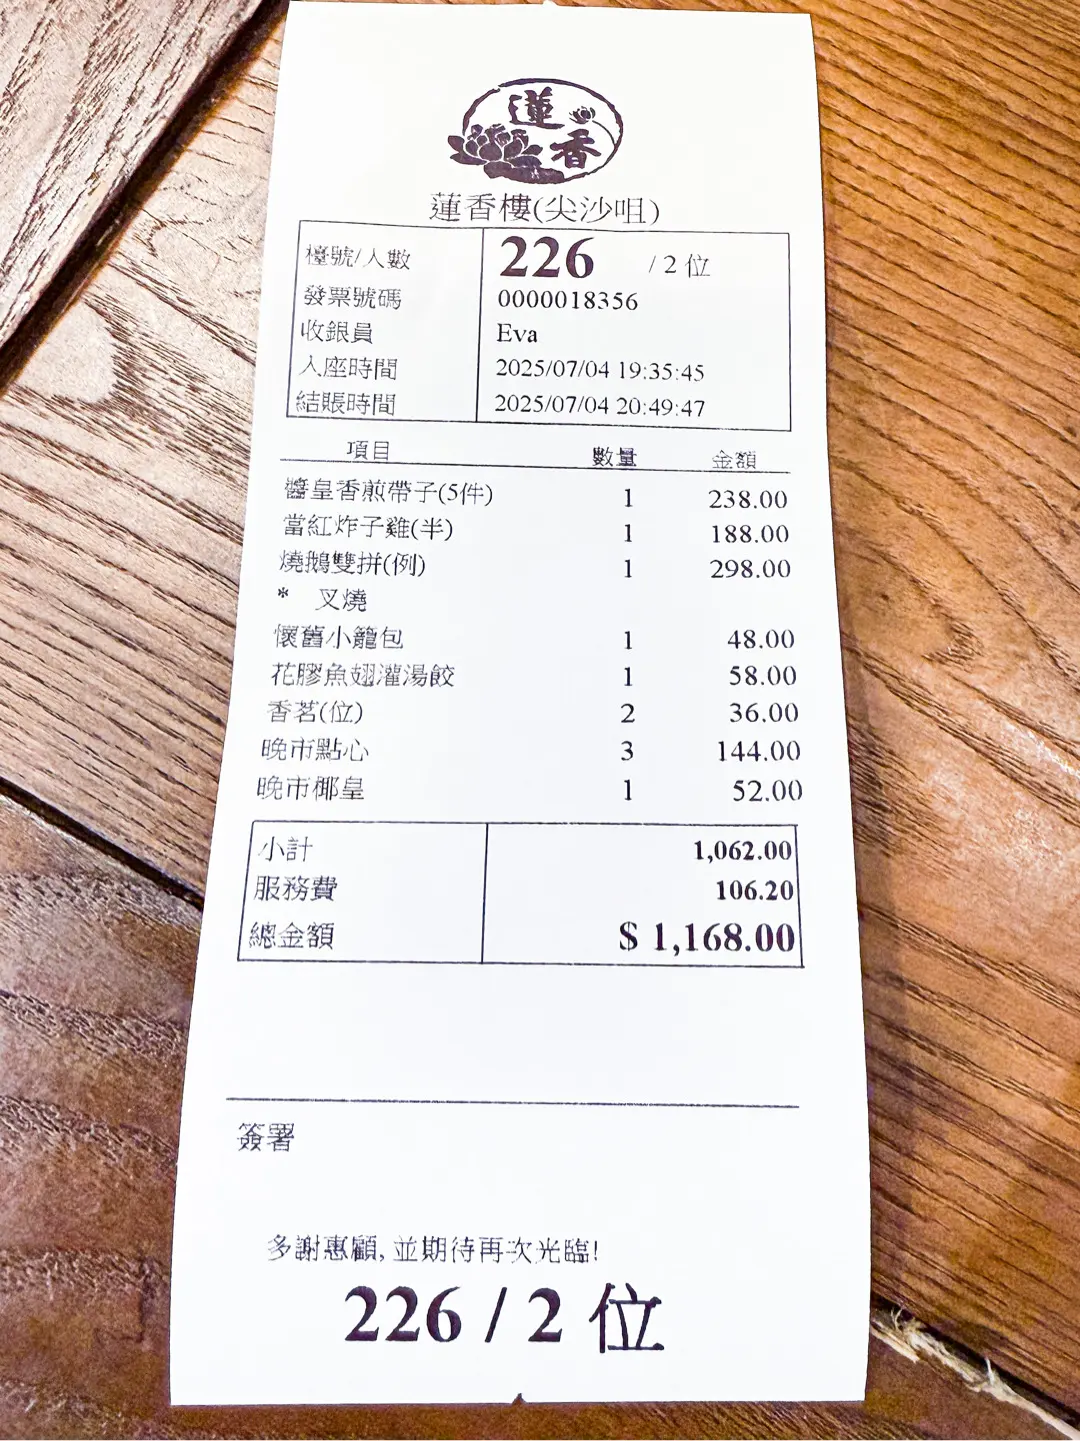 蓮香
蓮香樓(尖沙咀)
檯號/人數 226 / 2 位
發票號碼 0000018356
收銀員 Eva
入座時間 2025/07/04 19:35:45
結賬時間 2025/07/04 20:49:47
項目 數量 金額
醬皇香煎帶子(5件) 1 238.00
當紅炸子雞(半) 1 188.00
燒鵝雙拼(例) 1 298.00
* 叉燒
懷舊小籠包 1 48.00
花膠魚翅灌湯餃 1 58.00
香茗(位) 2 36.00
晚市點心 3 144.00
晚市椰皇 1 52.00
小計 1,062.00
服務費 106.20
總金額 $ 1,168.00
簽署
多謝惠顧, 並期待再次光臨!
226 / 2 位